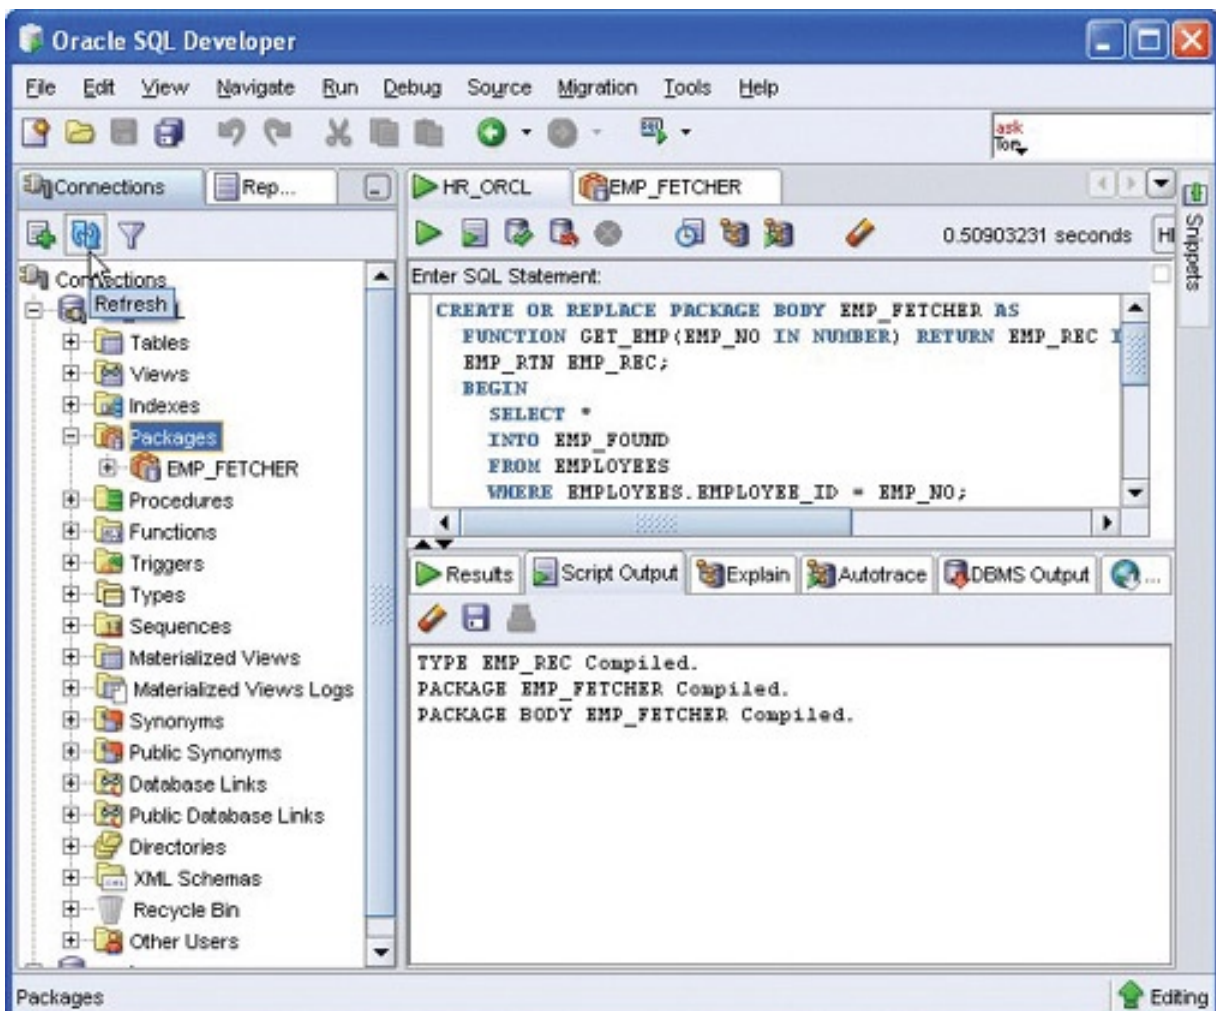 Oracle SQL Developer
File Edit View Navigate Run Debug Source Migration Tools Help
ask
Tom
Connections Rep...
HR_ORCL EMP_FETCHER
Snippets
0.50903231 seconds
Connections
Refresh
Tables
Views
Indexes
Packages
EMP_FETCHER
Procedures
Functions
Triggers
Types
Sequences
Materialized Views
Materialized Views Logs
Synonyms
Public Synonyms
Database Links
Public Database Links
Directories
XML Schemas
Recycle Bin
Other Users
Enter SQL Statement:
CREATE OR REPLACE PACKAGE BODY EMP_FETCHER AS
FUNCTION GET_EMP(EMP_NO IN NUMBER) RETURN EMP_REC I
EMP_RTN EMP_REC;
BEGIN
SELECT *
INTO EMP_FOUND
FROM EMPLOYEES
WHERE EMPLOYEES.EMPLOYEE_ID = EMP_NO;
Results Script Output Explain Autotrace DBMS Output ...
TYPE EMP_REC Compiled.
PACKAGE EMP_FETCHER Compiled.
PACKAGE BODY EMP_FETCHER Compiled.
Packages
Editing